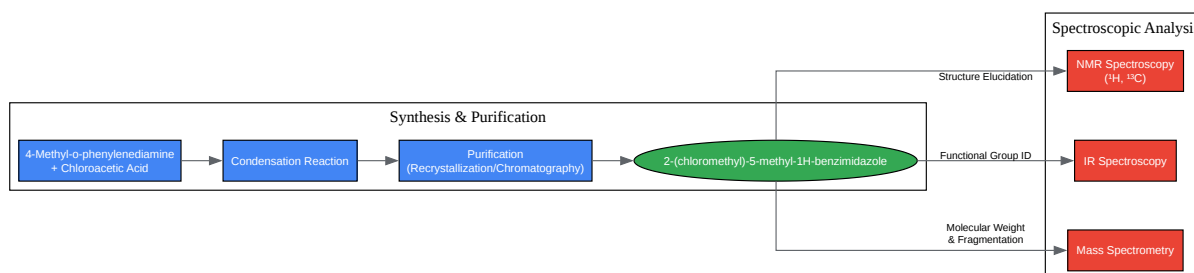 Spectroscopic Analysi
NMR Spectroscopy
(¹H, ¹³C)
Structure Elucidation
Synthesis & Purification
4-Methyl-o-phenylenediamine
+ Chloroacetic Acid
Condensation Reaction
Purification
(Recrystallization/Chromatography)
2-(chloromethyl)-5-methyl-1H-benzimidazole
Functional Group ID
IR Spectroscopy
Molecular Weight
& Fragmentation
Mass Spectrometry